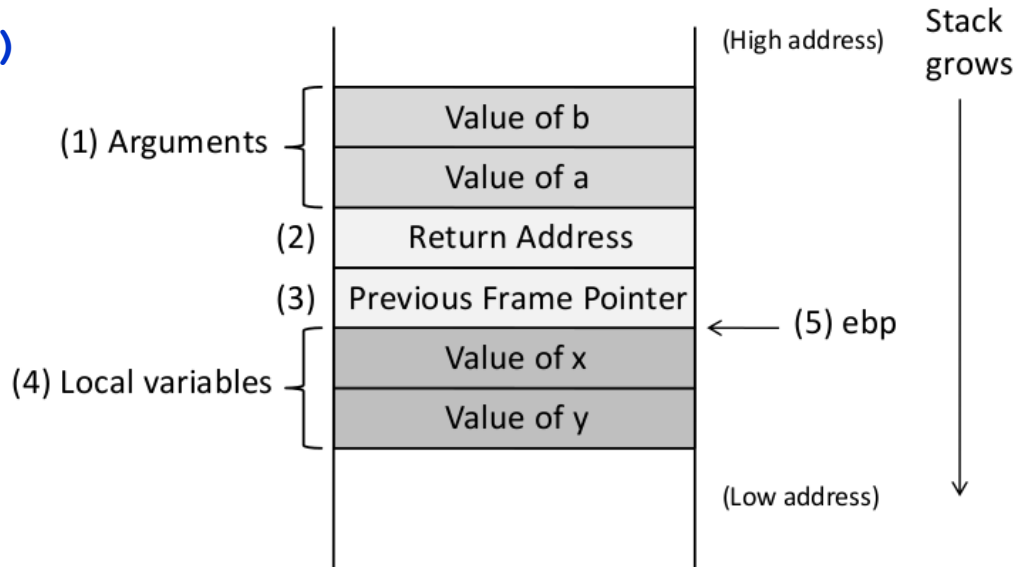 )
(High address)
Stack
grows
(1) Arguments
Value of b
Value of a
(2)
Return Address
(3)
Previous Frame Pointer
(5) ebp
(4) Local variables
Value of x
Value of y
(Low address)